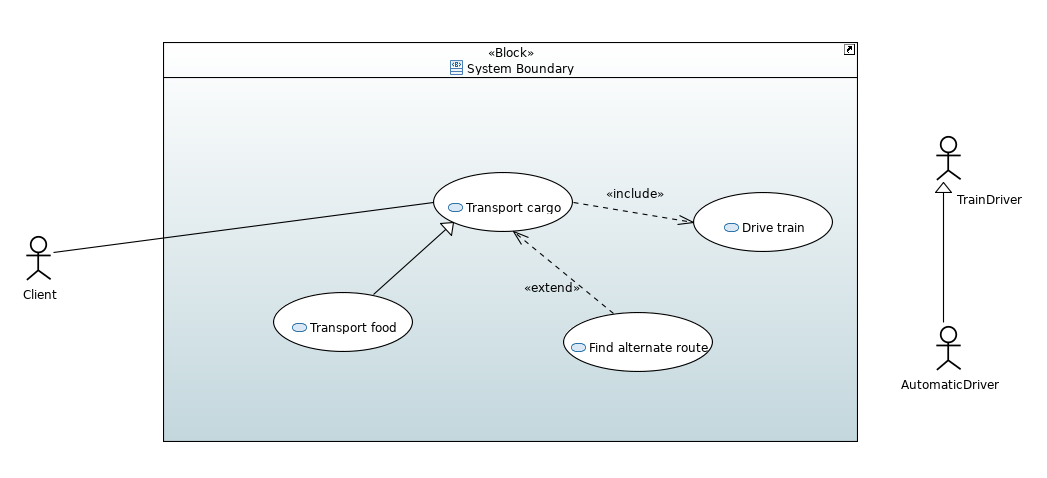 «Block»
System Boundary
«include»
TrainDriver
Transport cargo
Drive train
Client
«extend»
Transport food
Find alternate route
AutomaticDriver